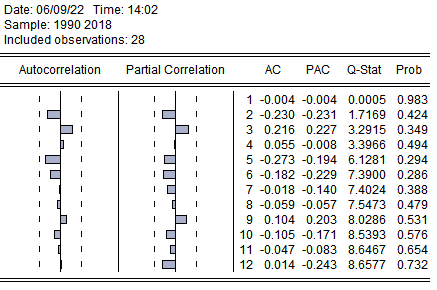 Date: 06/09/22 Time: 14:02
Sample: 1990 2018
Included observations: 28
Autocorrelation Partial Correlation AC PAC Q-Stat Prob
1 -0.004 -0.004 0.0005 0.983
2 -0.230 -0.231 1.7169 0.424
3 0.216 0.227 3.2915 0.349
4 0.055 -0.008 3.3966 0.494
5 -0.273 -0.194 6.1281 0.294
6 -0.182 -0.229 7.3900 0.286
7 -0.018 -0.140 7.4024 0.388
8 -0.059 -0.057 7.5473 0.479
9 0.104 0.203 8.0286 0.531
10 -0.105 -0.171 8.5393 0.576
11 -0.047 -0.083 8.6467 0.654
12 0.014 -0.243 8.6577 0.732